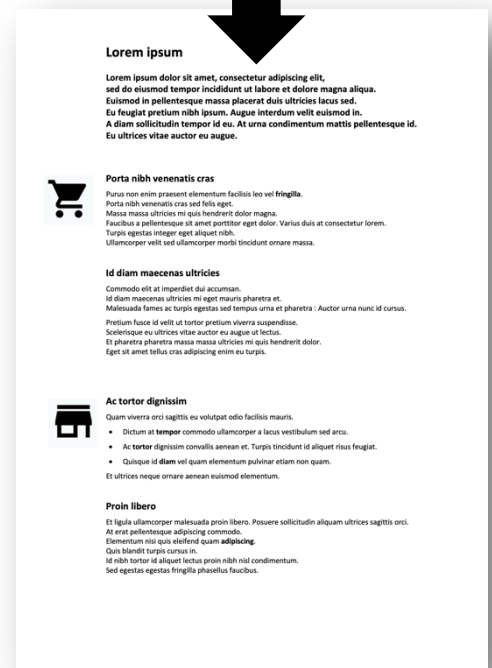 Lorem ipsum
Lorem ipsum dolor sit amet, consectetur adipiscing elit,
sed do eiusmod tempor incididunt ut labore et dolore magna aliqua.
Euismod in pellentesque massa placerat duis ultricies lacus sed.
Eu feugiat pretium nibh ipsum. Augue interdum velit euismod in.
A diam sollicitudin tempor id eu. At urna condimentum mattis pellentesque id.
Eu ultrices vitae auctor eu augue.
Porta nibh venenatis cras
Purus non enim praesent elementum facilisis leo vel fringilla.
Porta nibh venenatis cras sed felis eget.
Massa massa ultricies mi quis hendrerit dolor magna.
Faucibus a pellentesque sit amet porttitor eget dolor. Varius duis at consectetur lorem.
Turpis egestas integer eget aliquet nibh.
Ullamcorper velit sed ullamcorper morbi tincidunt ornare massa.
Id diam maecenas ultricies
Commodo elit at imperdiet dui accumsan.
Id diam maecenas ultricies mi eget mauris pharetra et.
Malesuada fames ac turpis egestas sed tempus urna et pharetra : Auctor urna nunc id cursus.
Pretium fusce id velit ut tortor pretium viverra suspendisse.
Scelerisque eu ultrices vitae auctor eu augue ut lectus.
Et pharetra pharetra massa massa ultricies mi quis hendrerit dolor.
Eget sit amet tellus cras adipiscing enim eu turpis.
Ac tortor dignissim
Quam viverra orci sagittis eu volutpat odio facilisis mauris.
• Dictum at tempor commodo ullamcorper a lacus vestibulum sed arcu.
• Ac tortor dignissim convallis aenean et. Turpis tincidunt id aliquet risus feugiat.
• Quisque id diam vel quam elementum pulvinar etiam non quam.
Et ultrices neque ornare aenean euismod elementum.
Proin libero
Et ligula ullamcorper malesuada proin libero. Posuere sollicitudin aliquam ultrices sagittis orci.
At erat pellentesque adipiscing commodo.
Elementum nisi quis eleifend quam adipiscing.
Quis blandit turpis cursus in.
Id nibh tortor id aliquet lectus proin nibh nisl condimentum.
Sed egestas egestas fringilla phasellus faucibus.